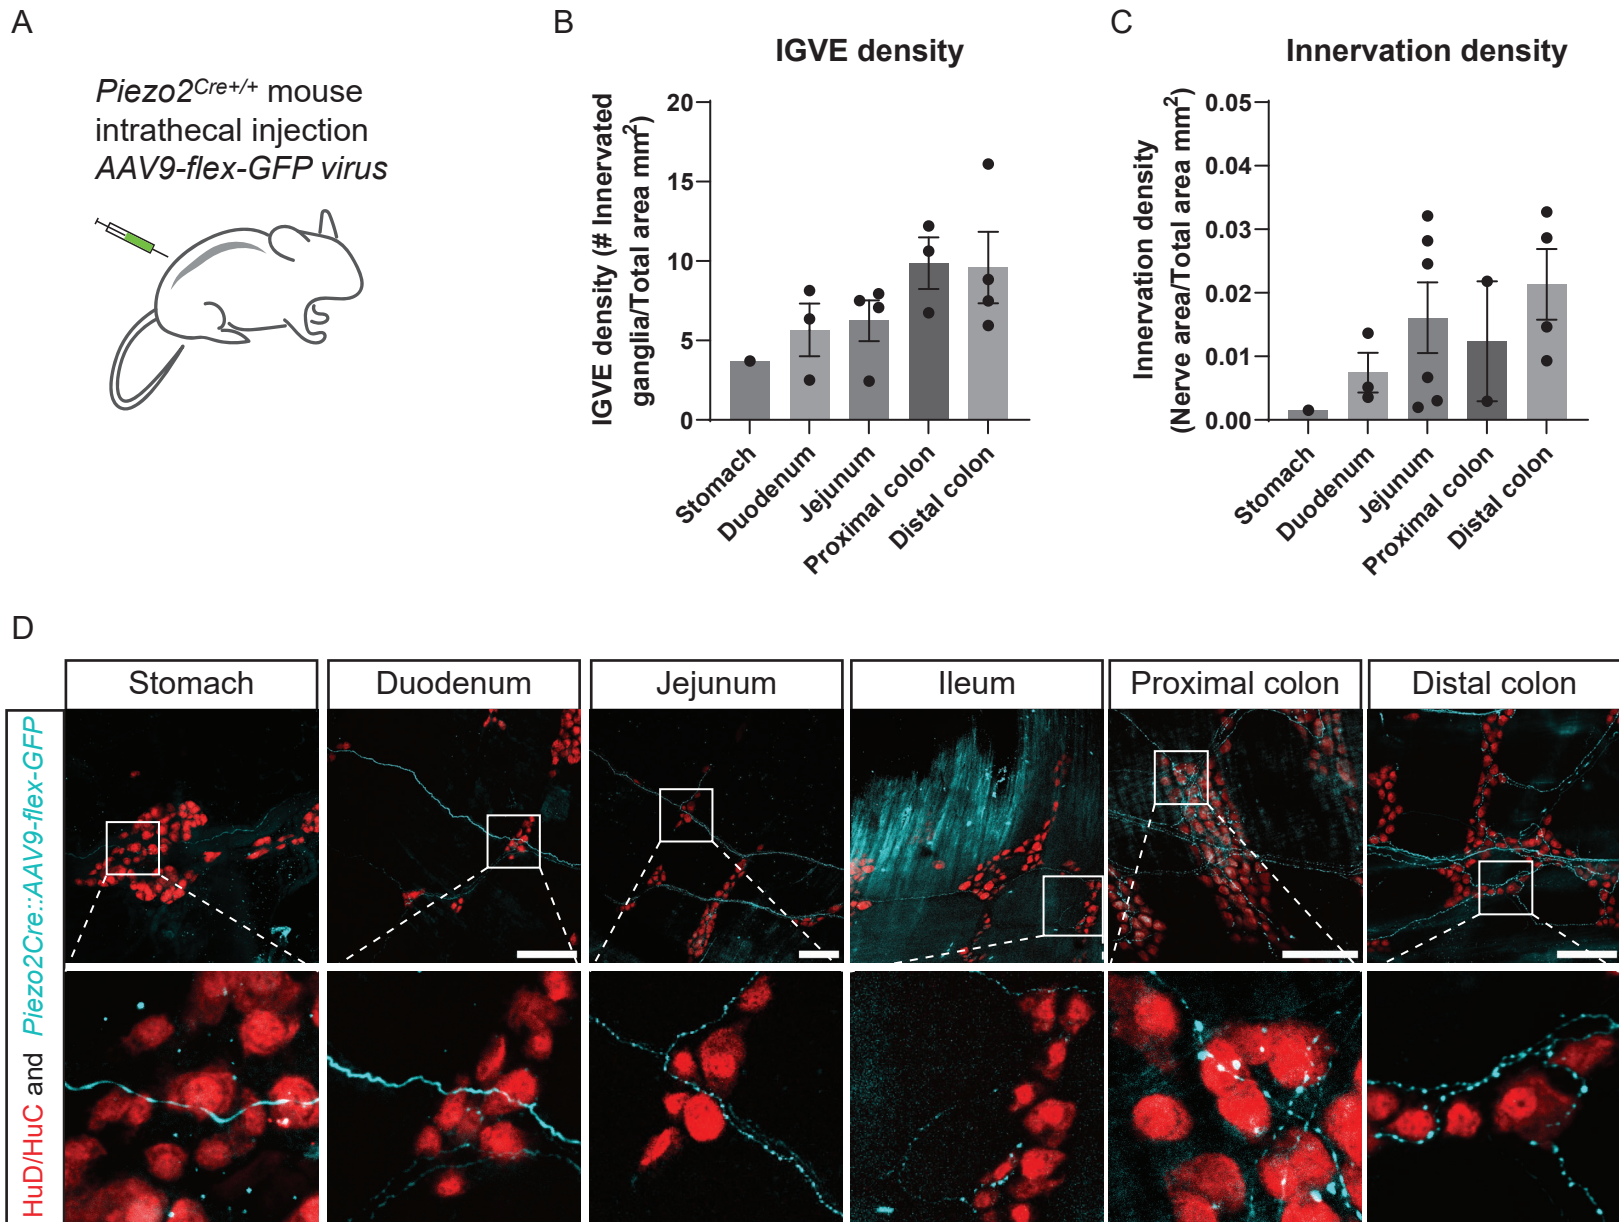 A
Piezo2Cre+/+ mouse
intrathecal injection
AAV9-flex-GFP virus
B
IGVE density
IGVE density (# Innervated
ganglia/Total area mm2)
20
15
10
5
0
Stomach
Duodenum
Jejunum
Proximal colon
Distal colon
C
Innervation density
Innervation density
(Nerve area/Total area mm2)
0.05
0.04
0.03
0.02
0.01
0.00
Stomach
Duodenum
Jejunum
Proximal colon
Distal colon
D
Stomach
Duodenum
Jejunum
Ileum
Proximal colon
Distal colon
HuD/HuC and Piezo2Cre::AAV9-flex-GFP